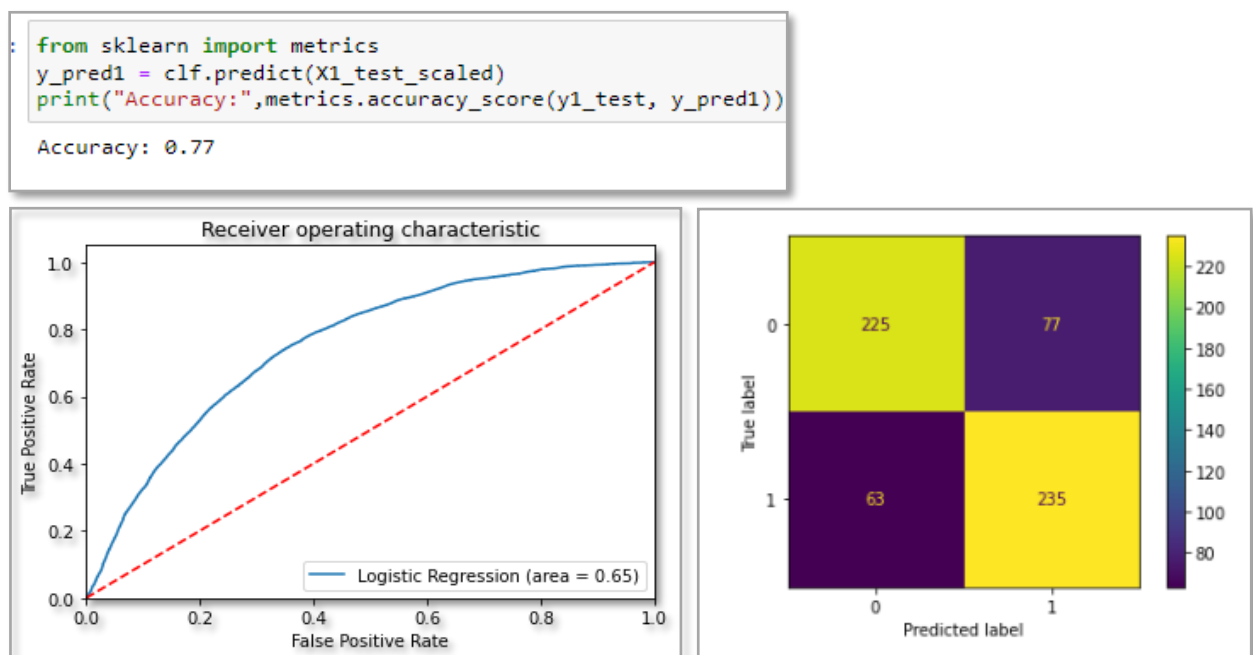 :
from sklearn import metrics
y_pred1 = clf.predict(X1_test_scaled)
print("Accuracy:",metrics.accuracy_score(y1_test, y_pred1))
Accuracy: 0.77
Receiver operating characteristic
True Positive Rate
1.0
0.8
0.6
0.4
0.2
0.0
Logistic Regression (area = 0.65)
0.0 0.2 0.4 0.6 0.8 1.0
False Positive Rate
True label
0
1
225 77
63 235
0 1
Predicted label
220
200
180
160
140
120
100
80